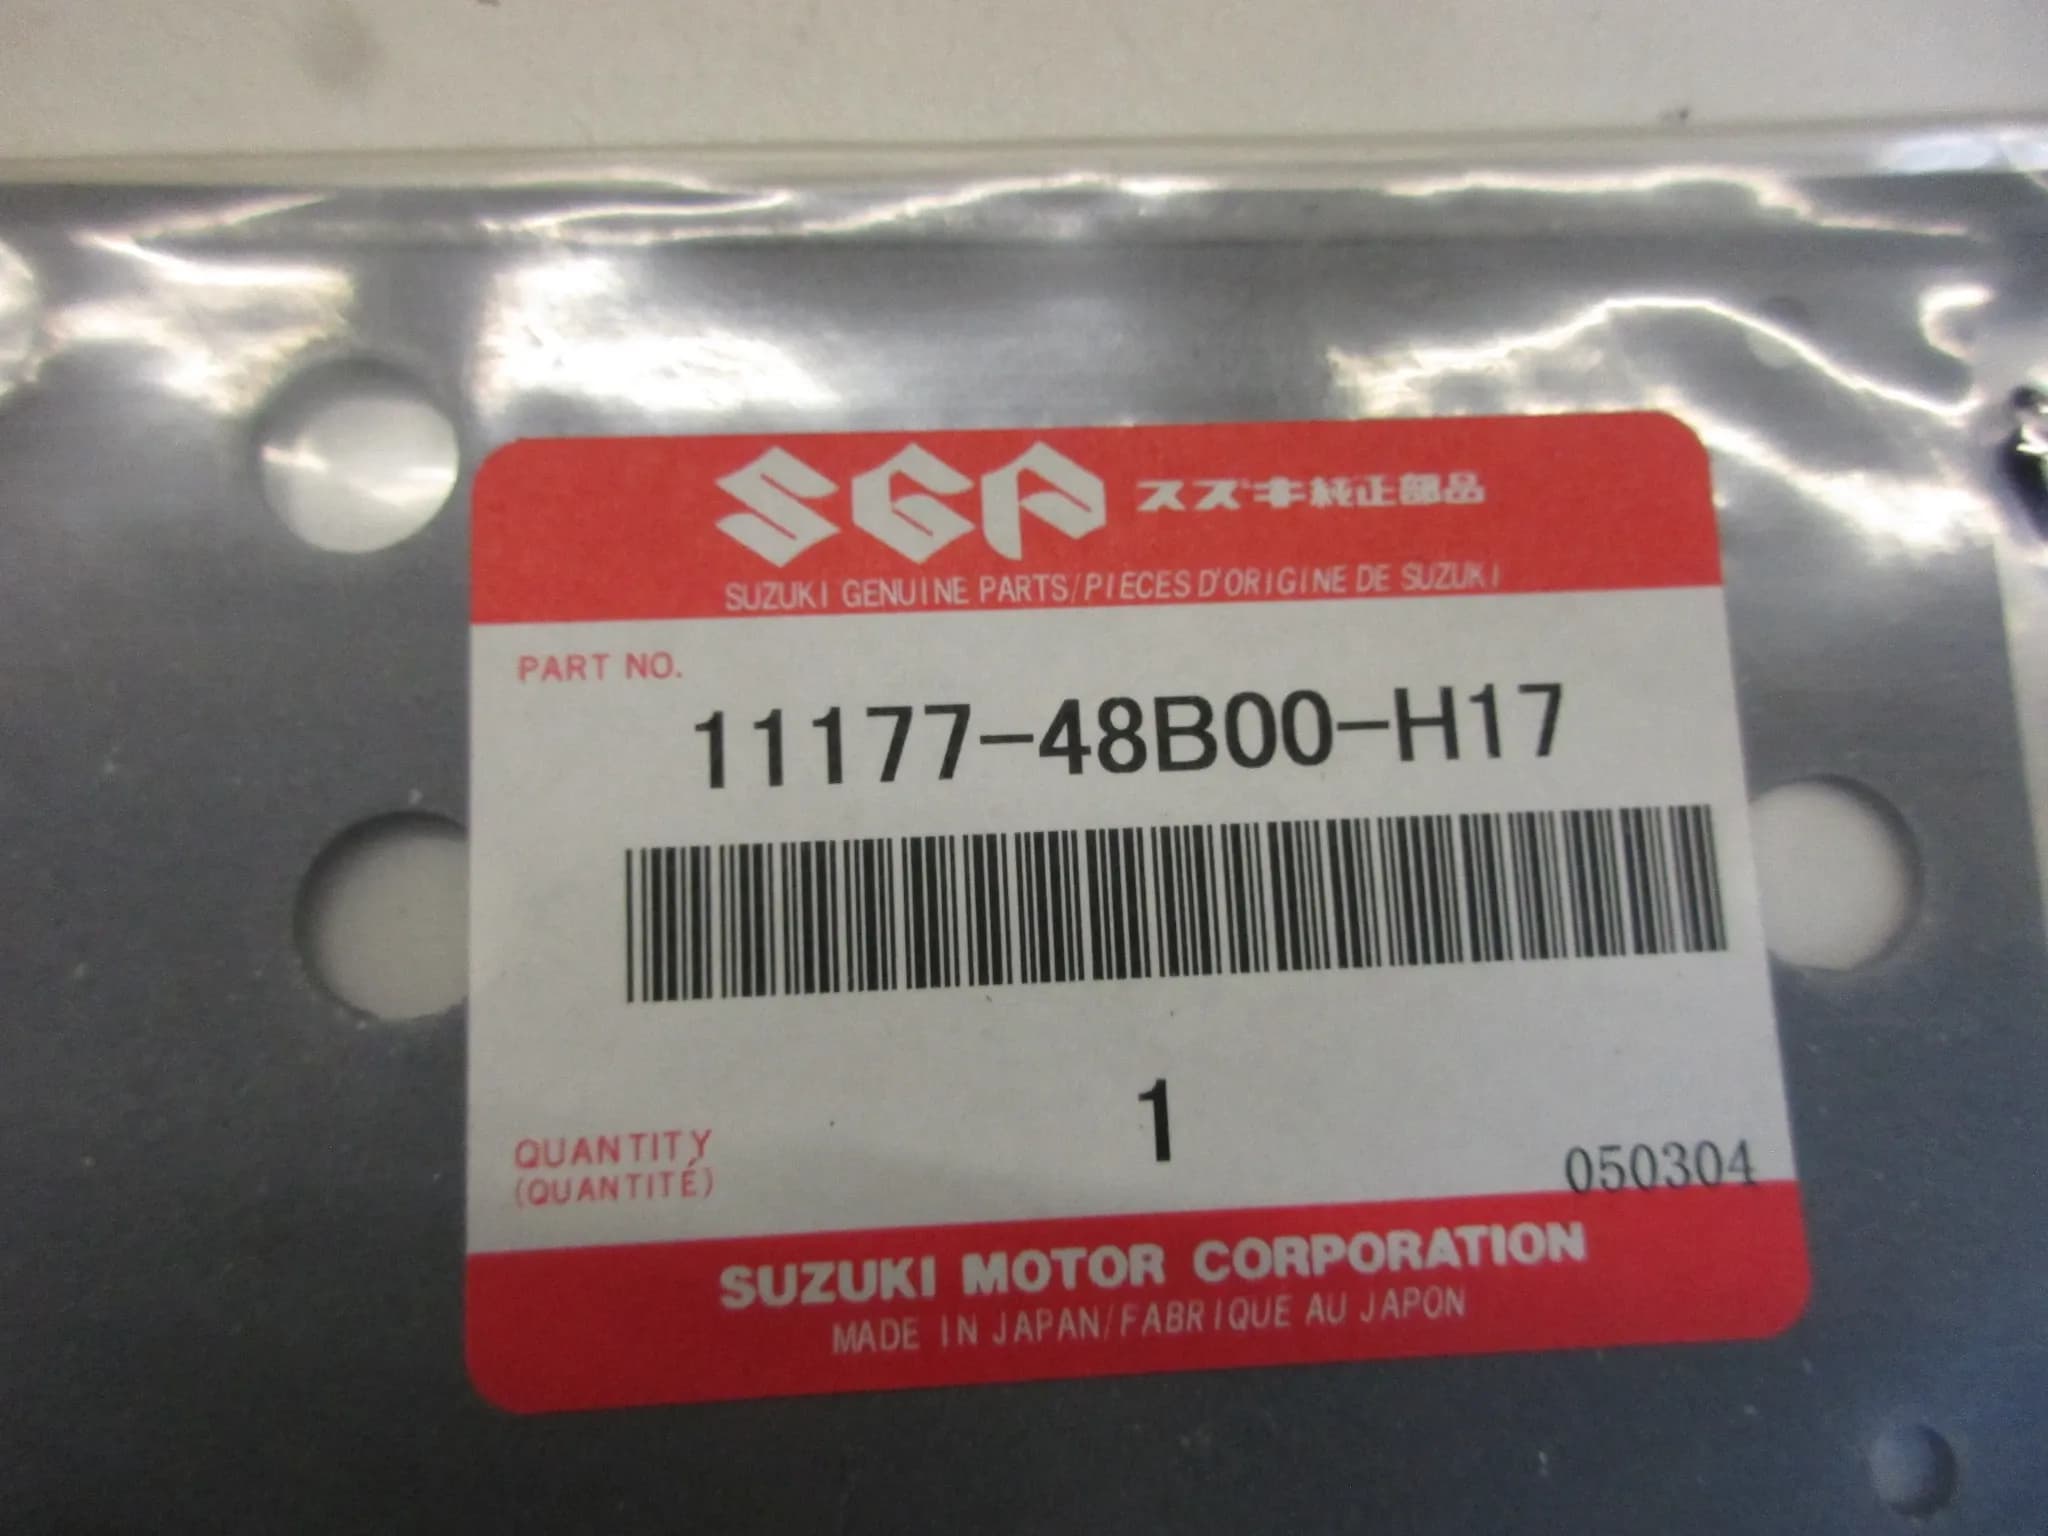 SGP スズキ純正部品
SUZUKI GENUINE PARTS/PIECES D'ORIGINE DE SUZUKI
PART NO.
11177-48B00-H17
1
QUANTITY
(QUANTITÉ)
050304
SUZUKI MOTOR CORPORATION
MADE IN JAPAN/FABRIQUE AU JAPON